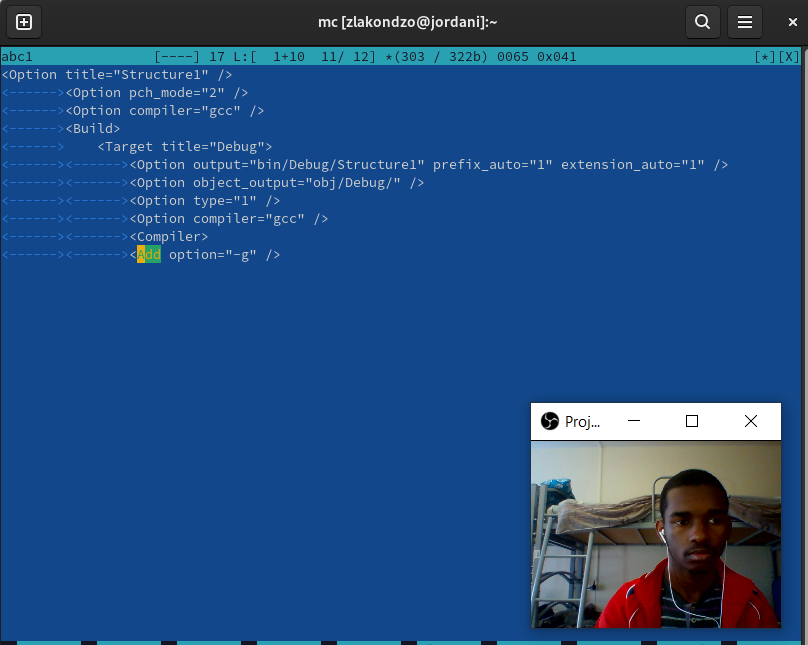 mc [zlakondzo@jordani]:~
abc1 [----] 17 L:[ 1+10 11/ 12] *(303 / 322b) 0065 0x041 [*][X]
<Option title="Structure1" />
<------><Option pch_mode="2" />
<------><Option compiler="gcc" />
<------><Build>
<------>    <Target title="Debug">
<------><------><Option output="bin/Debug/Structure1" prefix_auto="1" extension_auto="1" />
<------><------><Option object_output="obj/Debug/" />
<------><------><Option type="1" />
<------><------><Option compiler="gcc" />
<------><------><Compiler>
<------><------><Add option="-g" />
Proj...